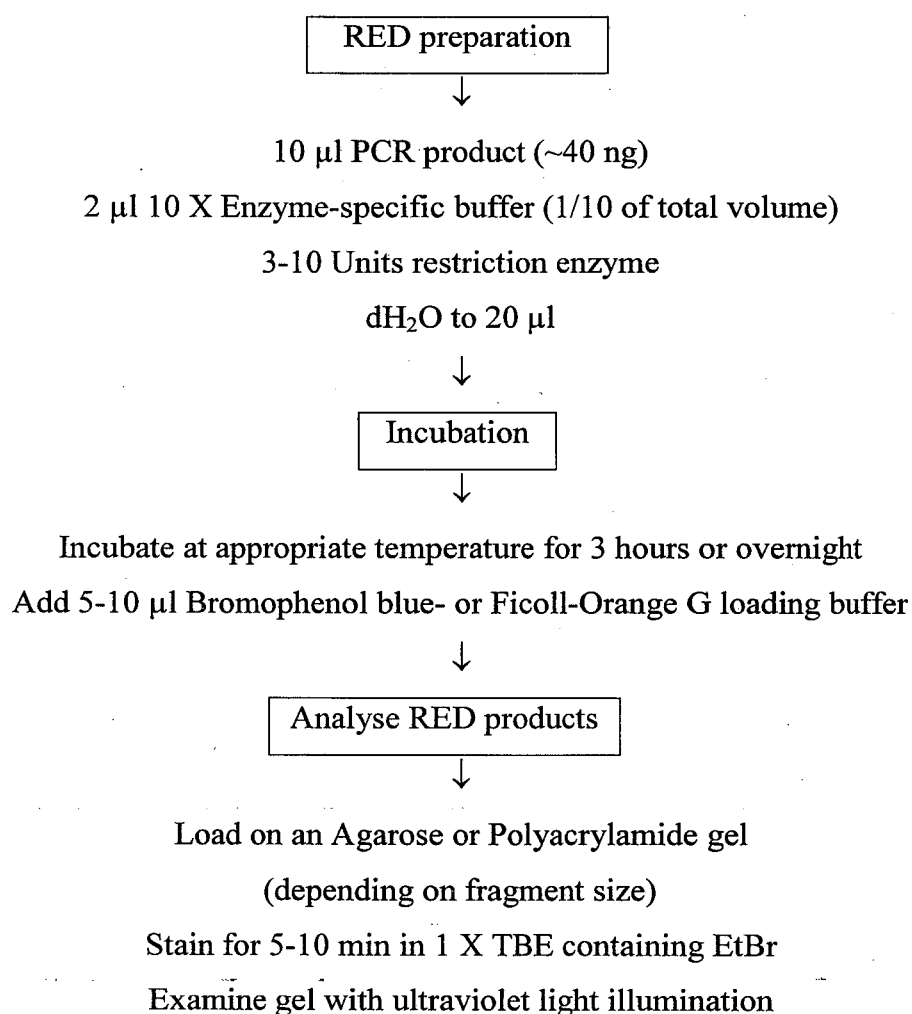 RED preparation
↓
10 µl PCR product (~40 ng)
2 µl 10 X Enzyme-specific buffer (1/10 of total volume)
3-10 Units restriction enzyme
dH₂O to 20 µl
↓
Incubation
↓
Incubate at appropriate temperature for 3 hours or overnight
Add 5-10 µl Bromophenol blue- or Ficoll-Orange G loading buffer
↓
Analyse RED products
↓
Load on an Agarose or Polyacrylamide gel
(depending on fragment size)
Stain for 5-10 min in 1 X TBE containing EtBr
Examine gel with ultraviolet light illumination